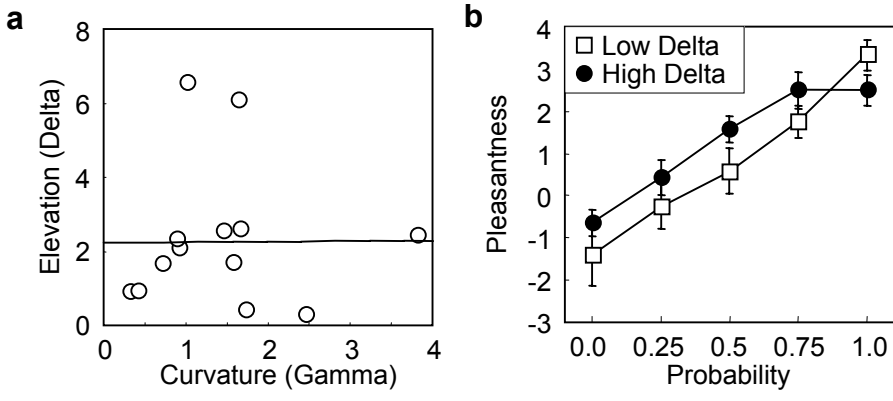 a
8
6
4
2
0
Elevation (Delta)
0
1
2
3
4
Curvature (Gamma)
b
4
3
2
1
0
-1
-2
-3
Pleasantness
Low Delta
High Delta
0.0
0.25
0.5
0.75
1.0
Probability